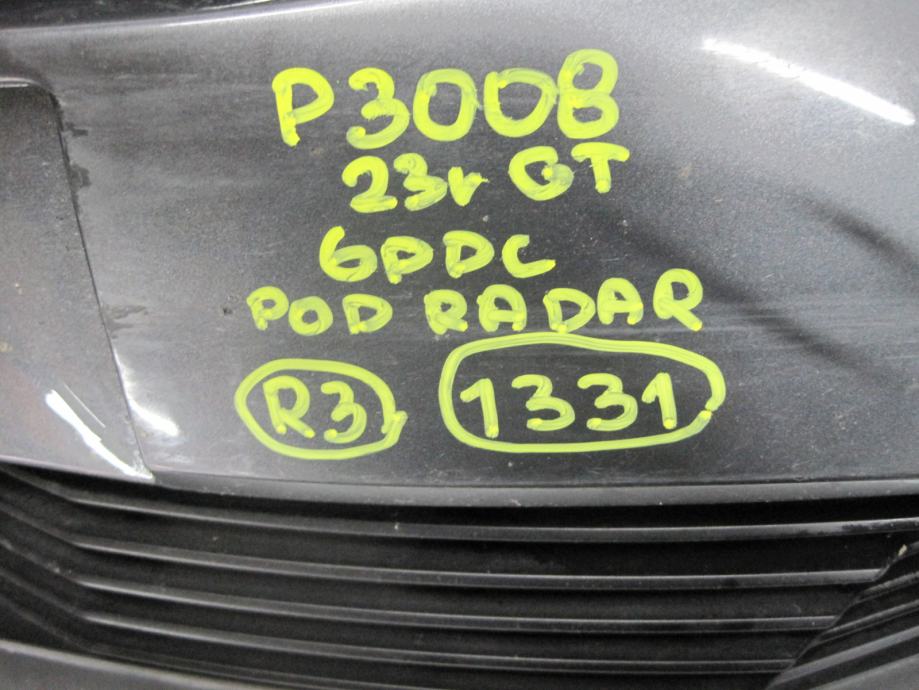 P3008
23r GT
6PDC
POD RADAR
R3 1331